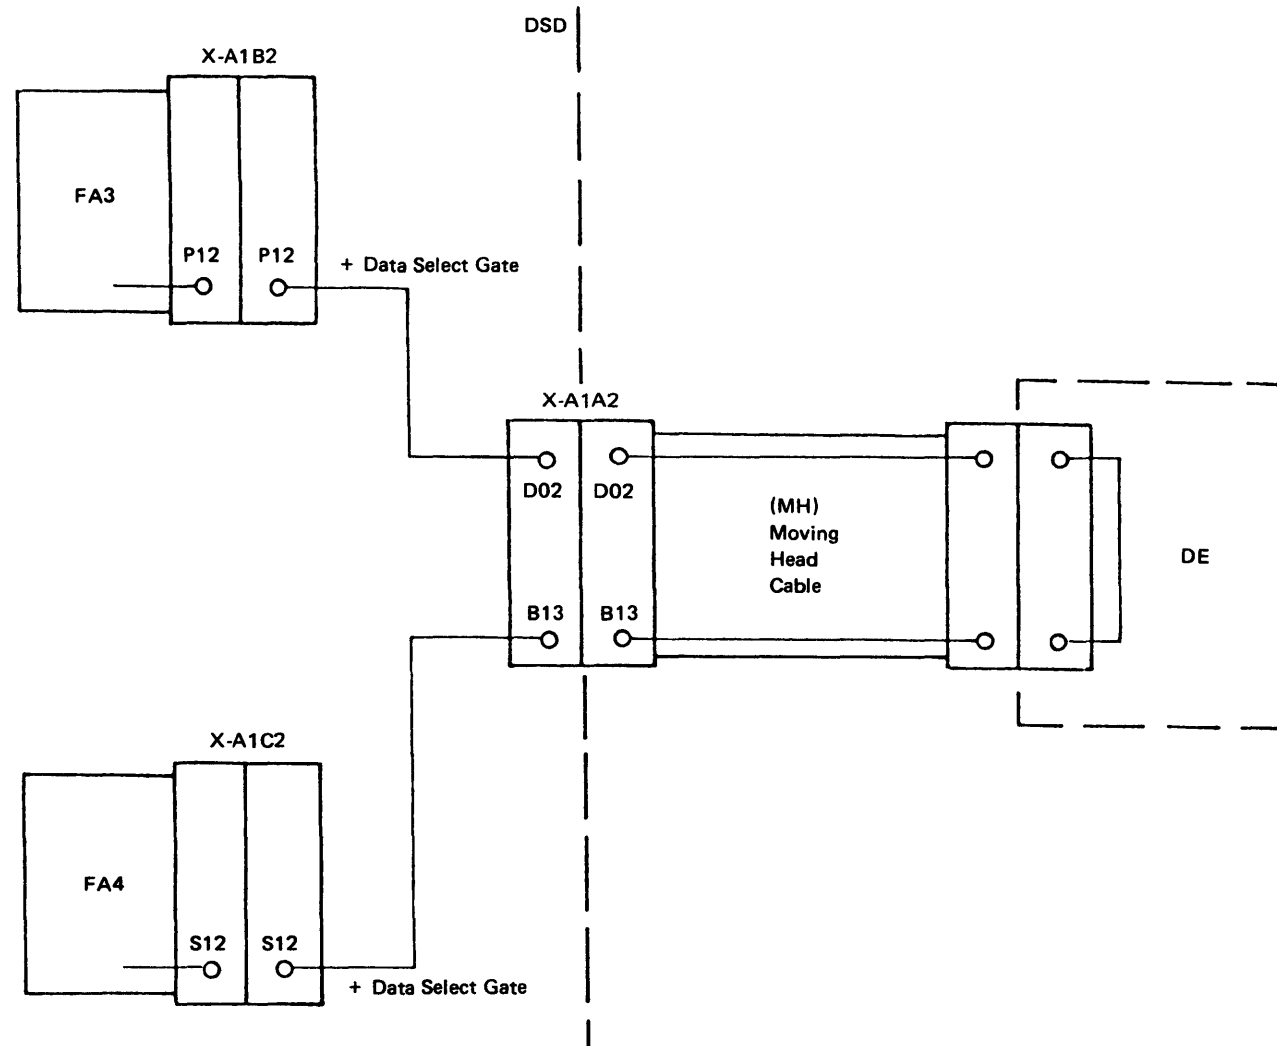 DSD
X-A1B2
FA3
P12
P12
+ Data Select Gate
X-A1A2
D02
D02
(MH)
Moving
Head
Cable
DE
B13
B13
X-A1C2
FA4
S12
S12
+ Data Select Gate